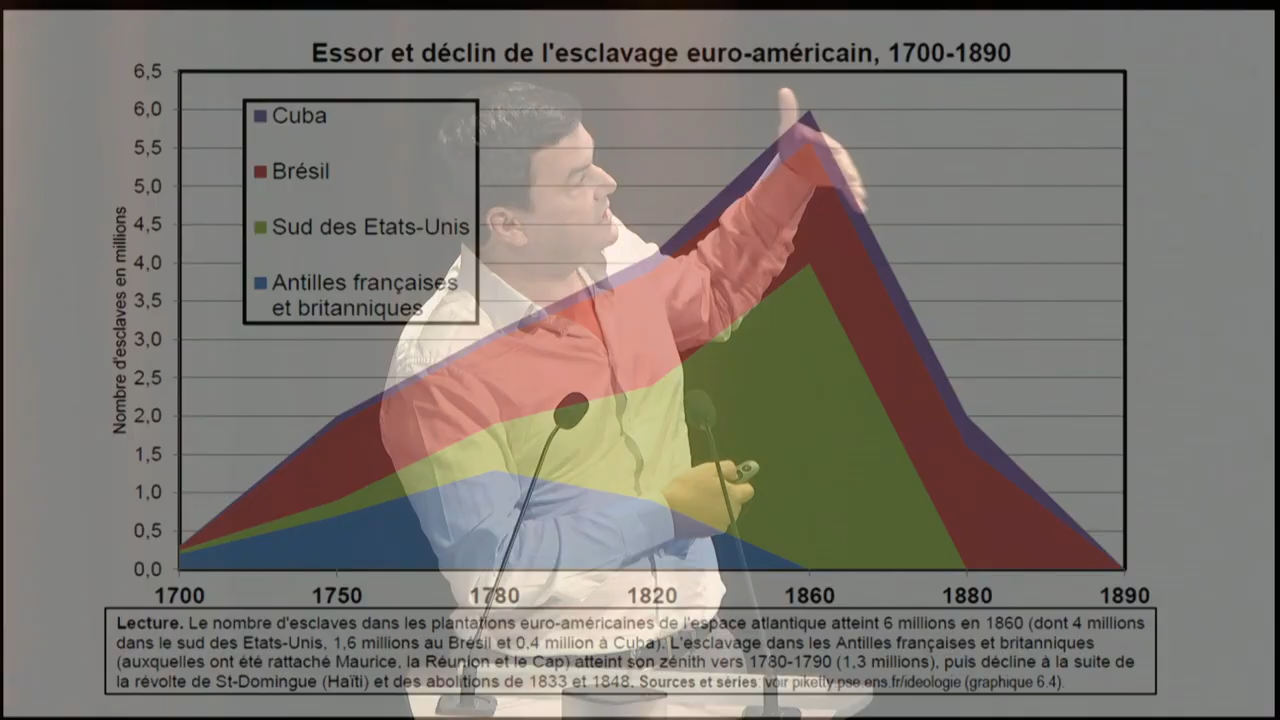 Essor et déclin de l'esclavage euro-américain, 1700-1890
6,5
6,0
5,5
5,0
4,5
4,0
3,5
3,0
2,5
2,0
1,5
1,0
0,5
0,0
Nombre d'esclaves en millions
Cuba
Brésil
Sud des Etats-Unis
Antilles françaises
et britanniques
1700 1750 1780 1820 1860 1880 1890
Lecture. Le nombre d'esclaves dans les plantations euro-américaines de l'espace atlantique atteint 6 millions en 1860 (dont 4 millions
dans le sud des Etats-Unis, 1,6 millions au Brésil et 0,4 million à Cuba). L'esclavage dans les Antilles françaises et britanniques
(auxquelles ont été rattaché Maurice, la Réunion et le Cap) atteint son zénith vers 1780-1790 (1,3 millions), puis décline à la suite de
la révolte de St-Domingue (Haïti) et des abolitions de 1833 et 1848. Sources et séries: voir piketty.pse.ens.fr/ideologie (graphique 6.4).